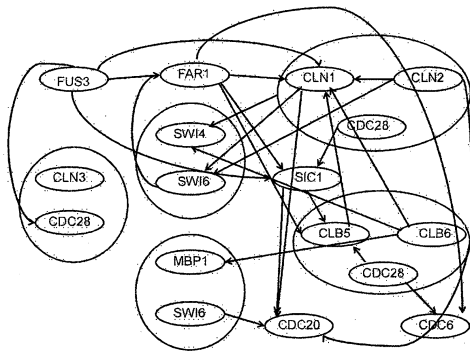 FUS3
FAR1
CLN1
CLN2
SWI4
CDC28
CLN3
SWI6
SIC1
CDC28
CLB5
CLB6
MBP1
CDC28
SWI6
CDC20
CDC6